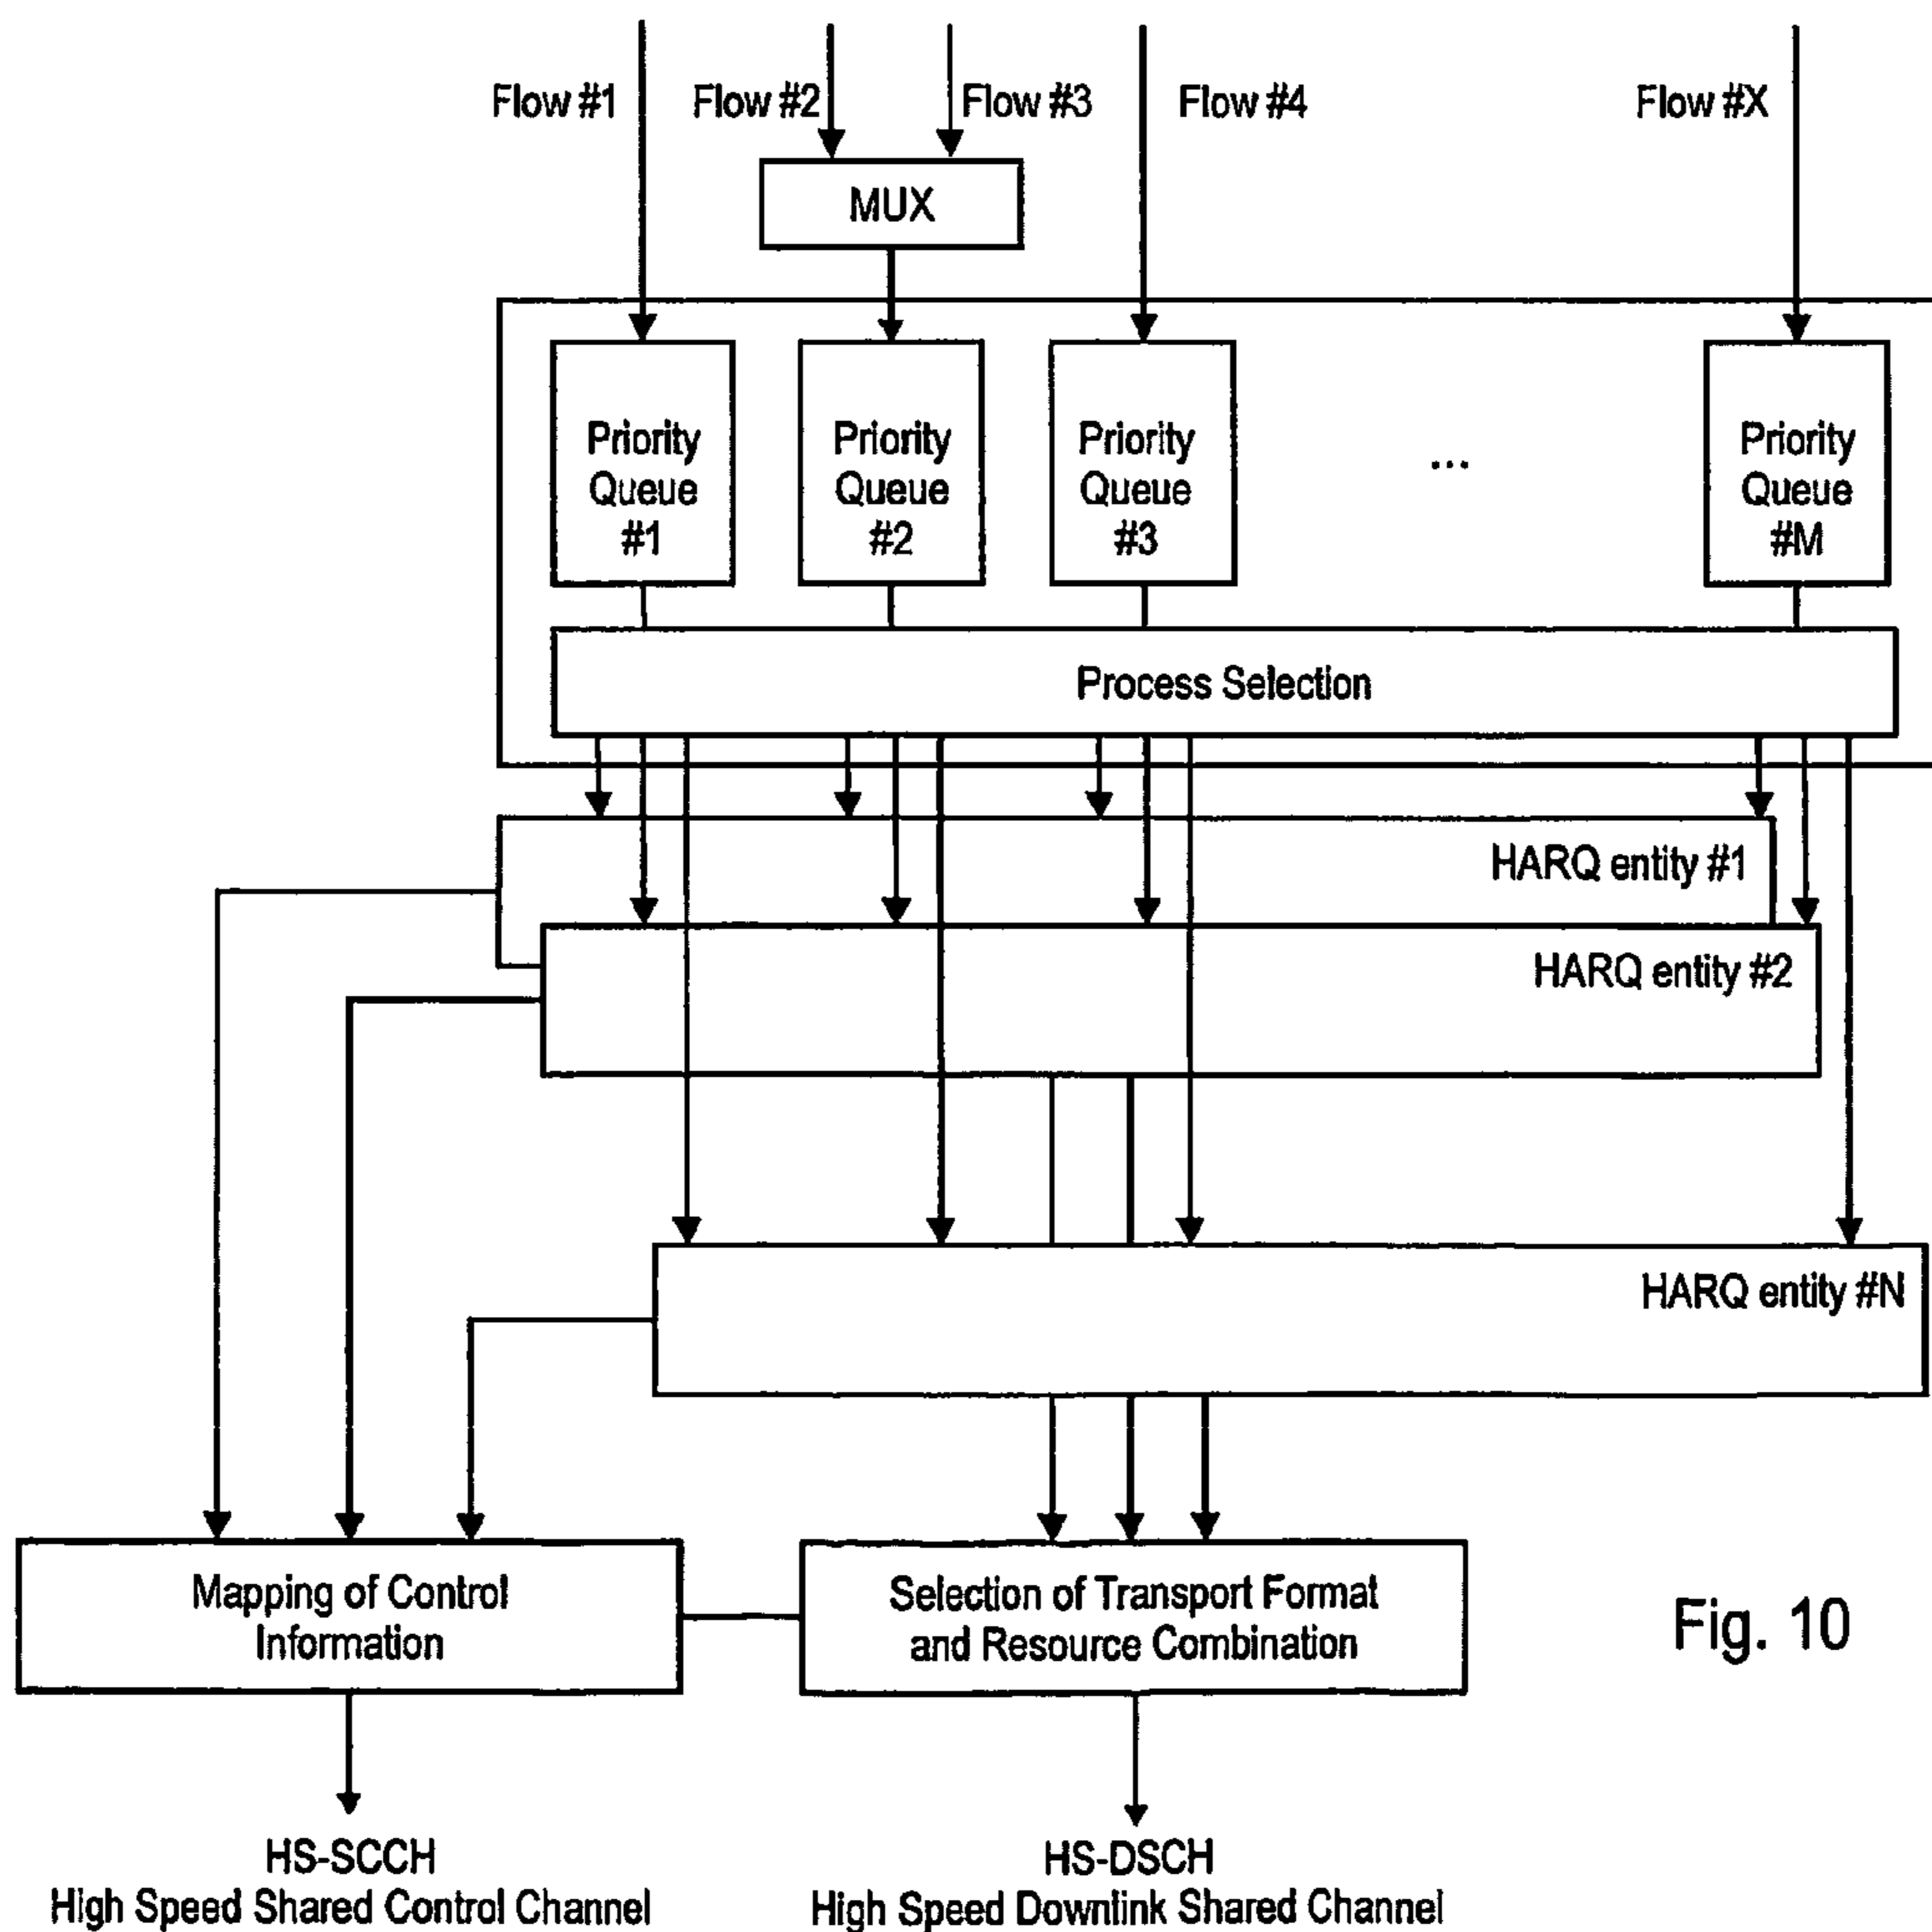 Flow #1
Flow #2
Flow #3
Flow #4
Flow #X
MUX
Priority
Queue
#1
Priority
Queue
#2
Priority
Queue
#3
...
Priority
Queue
#M
Process Selection
HARQ entity #1
HARQ entity #2
HARQ entity #N
Mapping of Control
Information
Selection of Transport Format
and Resource Combination
Fig. 10
HS-SCCH
High Speed Shared Control Channel
HS-DSCH
High Speed Downlink Shared Channel